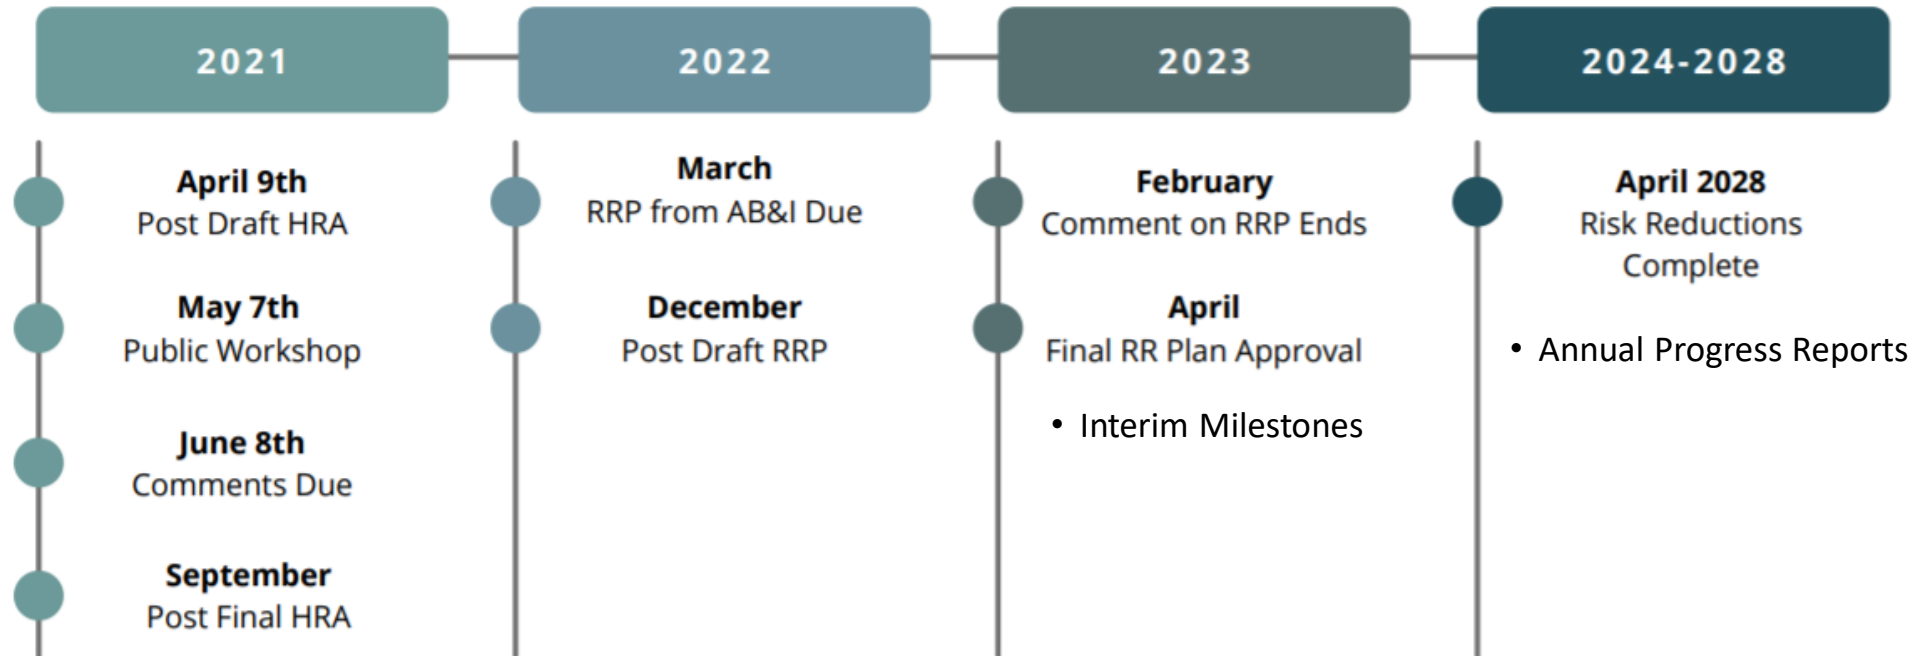 2021
April 9th
Post Draft HRA
May 7th
Public Workshop
June 8th
Comments Due
September
Post Final HRA
2022
March
RRP from AB&I Due
December
Post Draft RRP
2023
February
Comment on RRP Ends
April
Final RR Plan Approval
• Interim Milestones
2024-2028
April 2028
Risk Reductions
Complete
• Annual Progress Reports